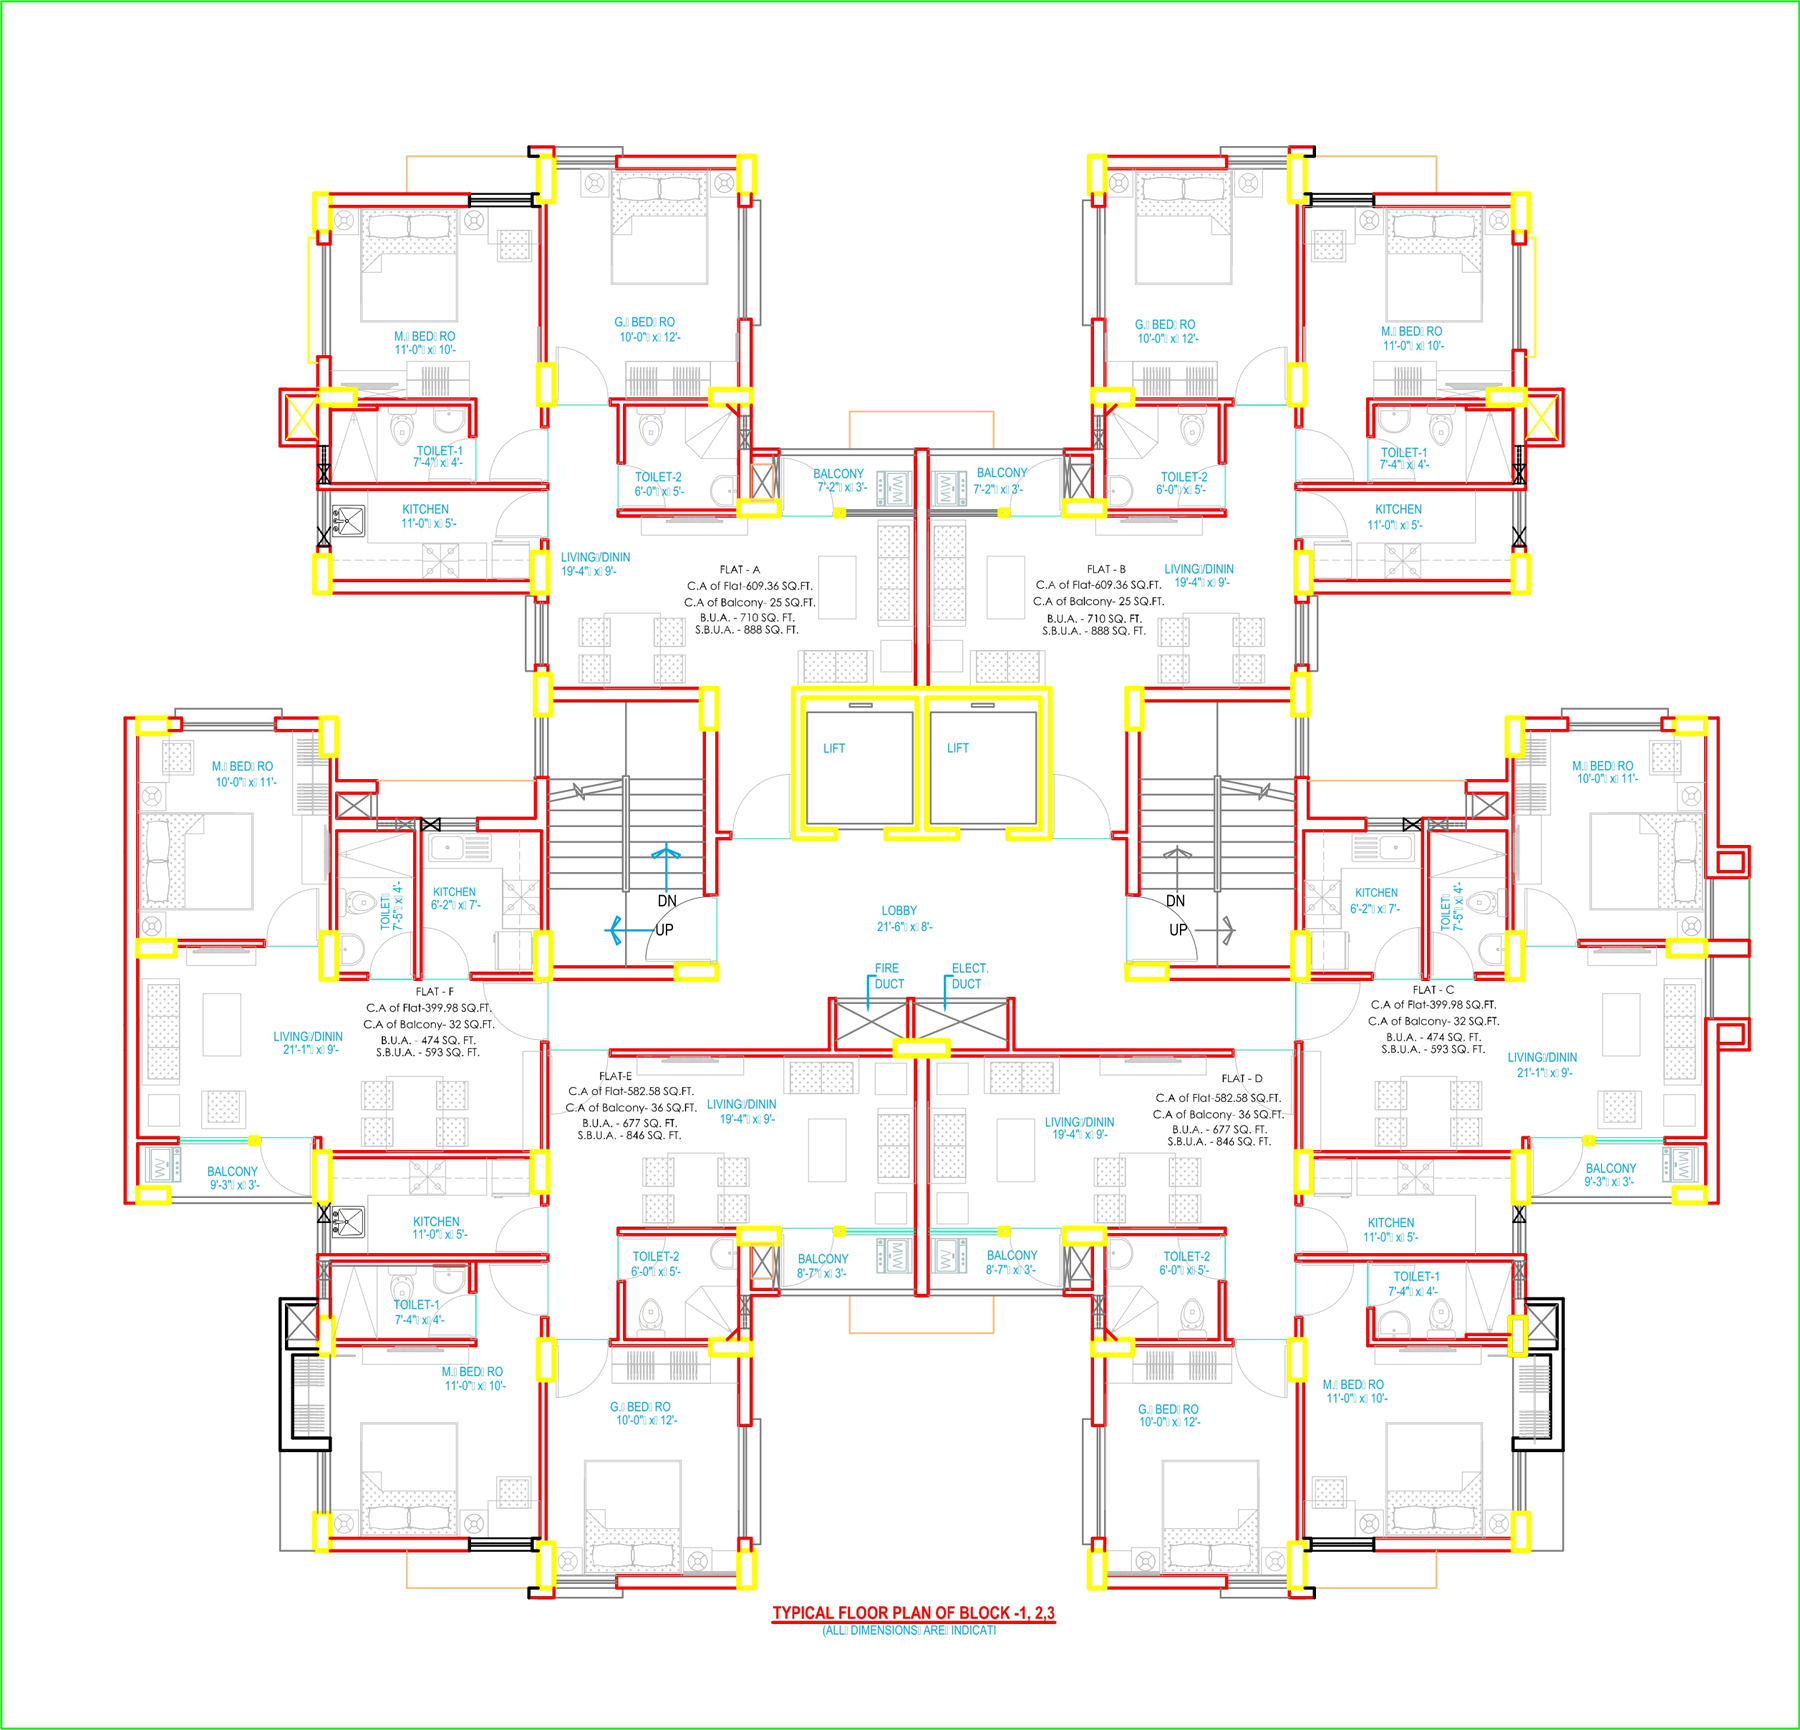 G.□ BED□ RO
10'-0"□ x□ 12'-
M.□ BED□ RO
11'-0"□ x□ 10'-
G.□ BED□ RO
10'-0"□ x□ 12'-
M.□ BED□ RO
11'-0"□ x□ 10'-
TOILET-1
7'-4"□ x□ 4'-
TOILET-2
6'-0"□ x□ 5'-
BALCONY
7'-2"□ x□ 3'-
BALCONY
7'-2"□ x□ 3'-
TOILET-2
6'-0"□ x□ 5'-
TOILET-1
7'-4"□ x□ 4'-
WM
WM
KITCHEN
11'-0"□ x□ 5'-
KITCHEN
11'-0"□ x□ 5'-
LIVING□/DININ
19'-4"□ x□ 9'-
FLAT - A
C.A of Flat-609.36 SQ.FT.
C.A of Balcony- 25 SQ.FT.
B.U.A. - 710 SQ. FT.
S.B.U.A. - 888 SQ. FT.
FLAT - B
C.A of Flat-609.36 SQ.FT.
C.A of Balcony- 25 SQ.FT.
B.U.A. - 710 SQ. FT.
S.B.U.A. - 888 SQ. FT.
LIVING□/DININ
19'-4"□ x□ 9'-
LIFT
LIFT
M.□ BED□ RO
10'-0"□ x□ 11'-
M.□ BED□ RO
10'-0"□ x□ 11'-
TOILET□
7'-5"□ x□ 4'-
KITCHEN
6'-2"□ x□ 7'-
DN
UP
LOBBY
21'-6"□ x□ 8'-
DN
UP
KITCHEN
6'-2"□ x□ 7'-
TOILET□
7'-5"□ x□ 4'-
FIRE
DUCT
ELECT.
DUCT
FLAT - F
C.A of Flat-399.98 SQ.FT.
C.A of Balcony- 32 SQ.FT.
B.U.A. - 474 SQ. FT.
S.B.U.A. - 593 SQ. FT.
LIVING□/DININ
21'-1"□ x□ 9'-
FLAT - C
C.A of Flat-399.98 SQ.FT.
C.A of Balcony- 32 SQ.FT.
B.U.A. - 474 SQ. FT.
S.B.U.A. - 593 SQ. FT.
LIVING□/DININ
21'-1"□ x□ 9'-
FLAT-E
C.A of Flat-582.58 SQ.FT.
C.A of Balcony- 36 SQ.FT.
B.U.A. - 677 SQ. FT.
S.B.U.A. - 846 SQ. FT.
LIVING□/DININ
19'-4"□ x□ 9'-
LIVING□/DININ
19'-4"□ x□ 9'-
FLAT - D
C.A of Flat-582.58 SQ.FT.
C.A of Balcony- 36 SQ.FT.
B.U.A. - 677 SQ. FT.
S.B.U.A. - 846 SQ. FT.
WM
BALCONY
9'-3"□ x□ 3'-
BALCONY
9'-3"□ x□ 3'-
WM
KITCHEN
11'-0"□ x□ 5'-
KITCHEN
11'-0"□ x□ 5'-
TOILET-2
6'-0"□ x□ 5'-
BALCONY
8'-7"□ x□ 3'-
WM
WM
BALCONY
8'-7"□ x□ 3'-
TOILET-2
6'-0"□ x□ 5'-
TOILET-1
7'-4"□ x□ 4'-
TOILET-1
7'-4"□ x□ 4'-
M.□ BED□ RO
11'-0"□ x□ 10'-
G.□ BED□ RO
10'-0"□ x□ 12'-
G.□ BED□ RO
10'-0"□ x□ 12'-
M.□ BED□ RO
11'-0"□ x□ 10'-
TYPICAL FLOOR PLAN OF BLOCK -1, 2,3
(ALL□ DIMENSIONS□ ARE□ INDICATI